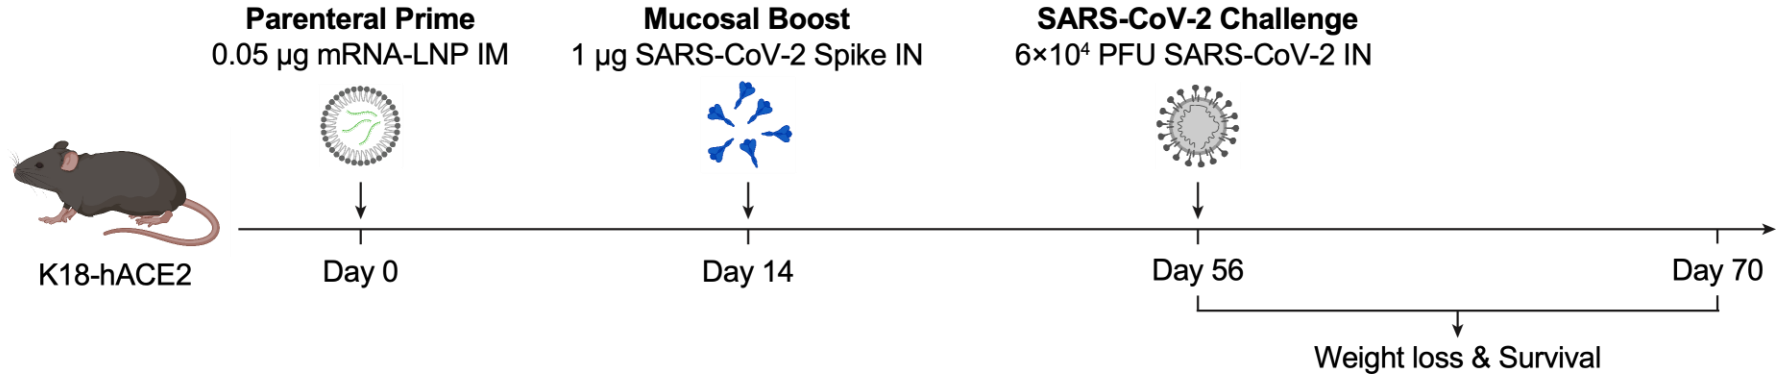 Parenteral Prime
0.05 µg mRNA-LNP IM
Mucosal Boost
1 µg SARS-CoV-2 Spike IN
SARS-CoV-2 Challenge
6×10⁴ PFU SARS-CoV-2 IN
K18-hACE2
Day 0
Day 14
Day 56
Day 70
Weight loss & Survival